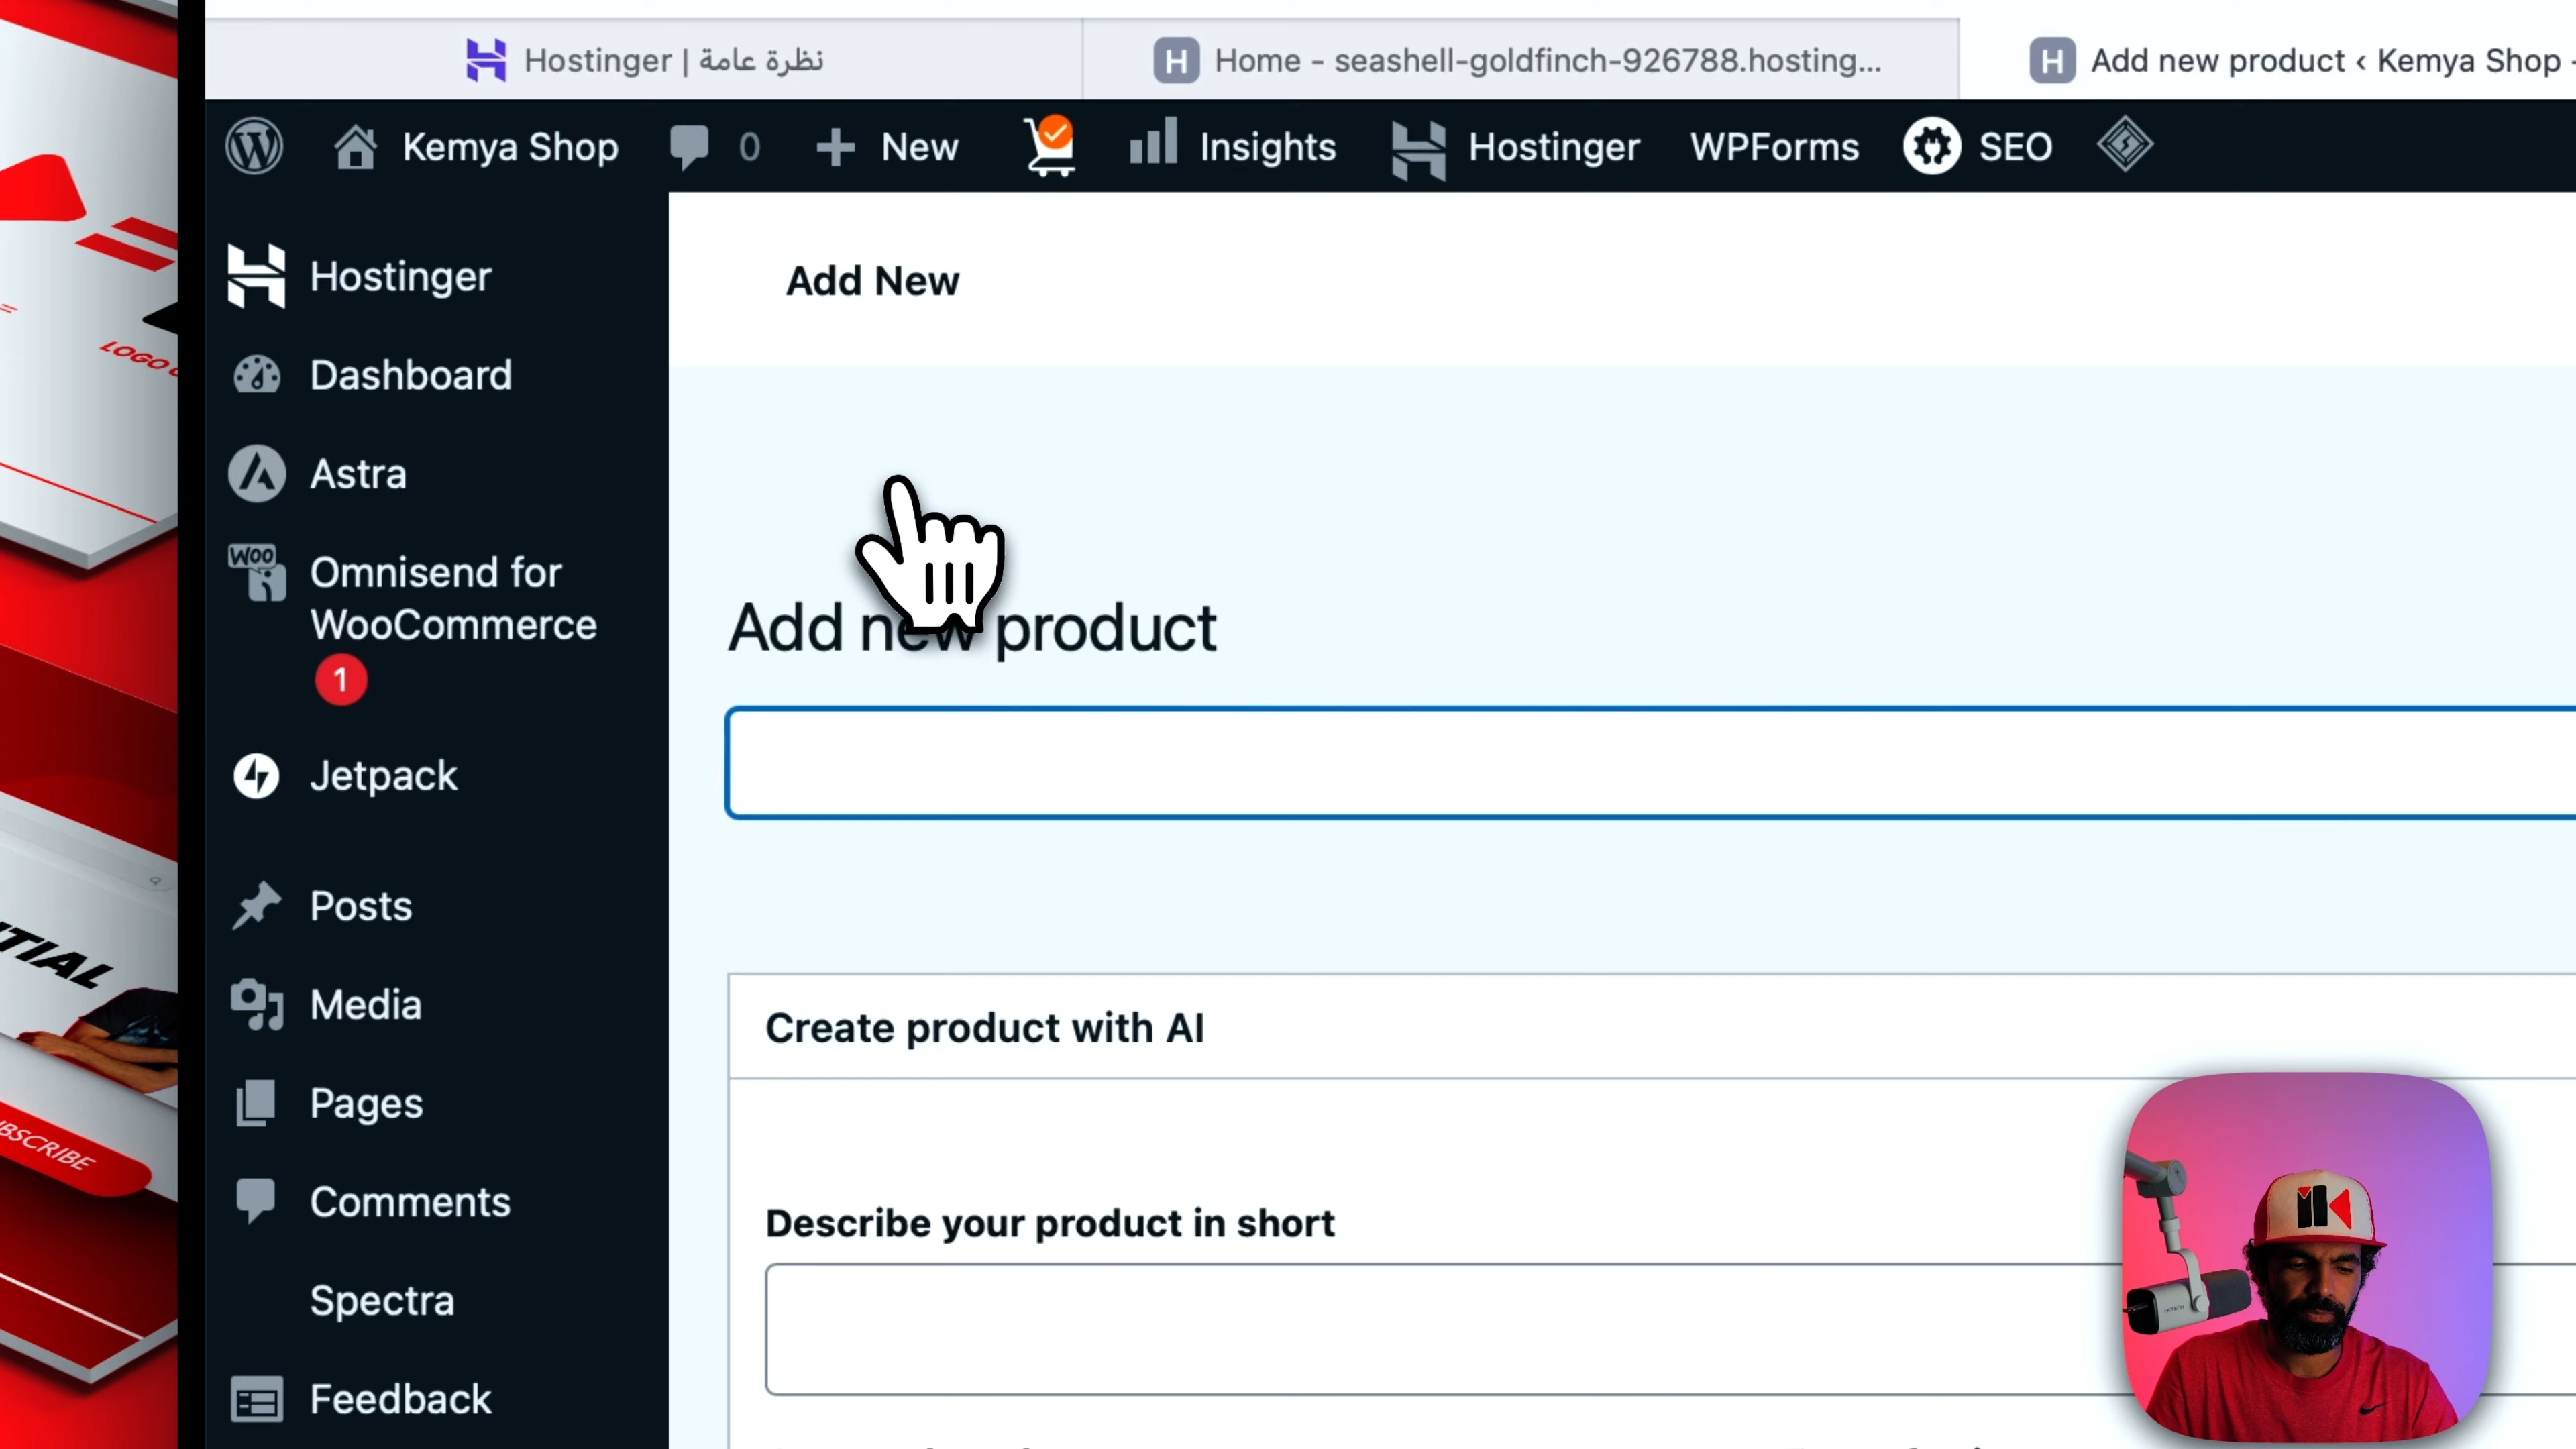 Hostinger | نظرة عامة
Home - seashell-goldfinch-926788.hosting...
Add new product ‹ Kemya Shop
Kemya Shop
0
New
Insights
Hostinger
WPForms
SEO
Hostinger
Dashboard
Astra
WOO
Omnisend for
WooCommerce
1
Jetpack
Posts
Media
Pages
Comments
Spectra
Feedback
Add New
Add new product
Create product with AI
Describe your product in short
LOGO